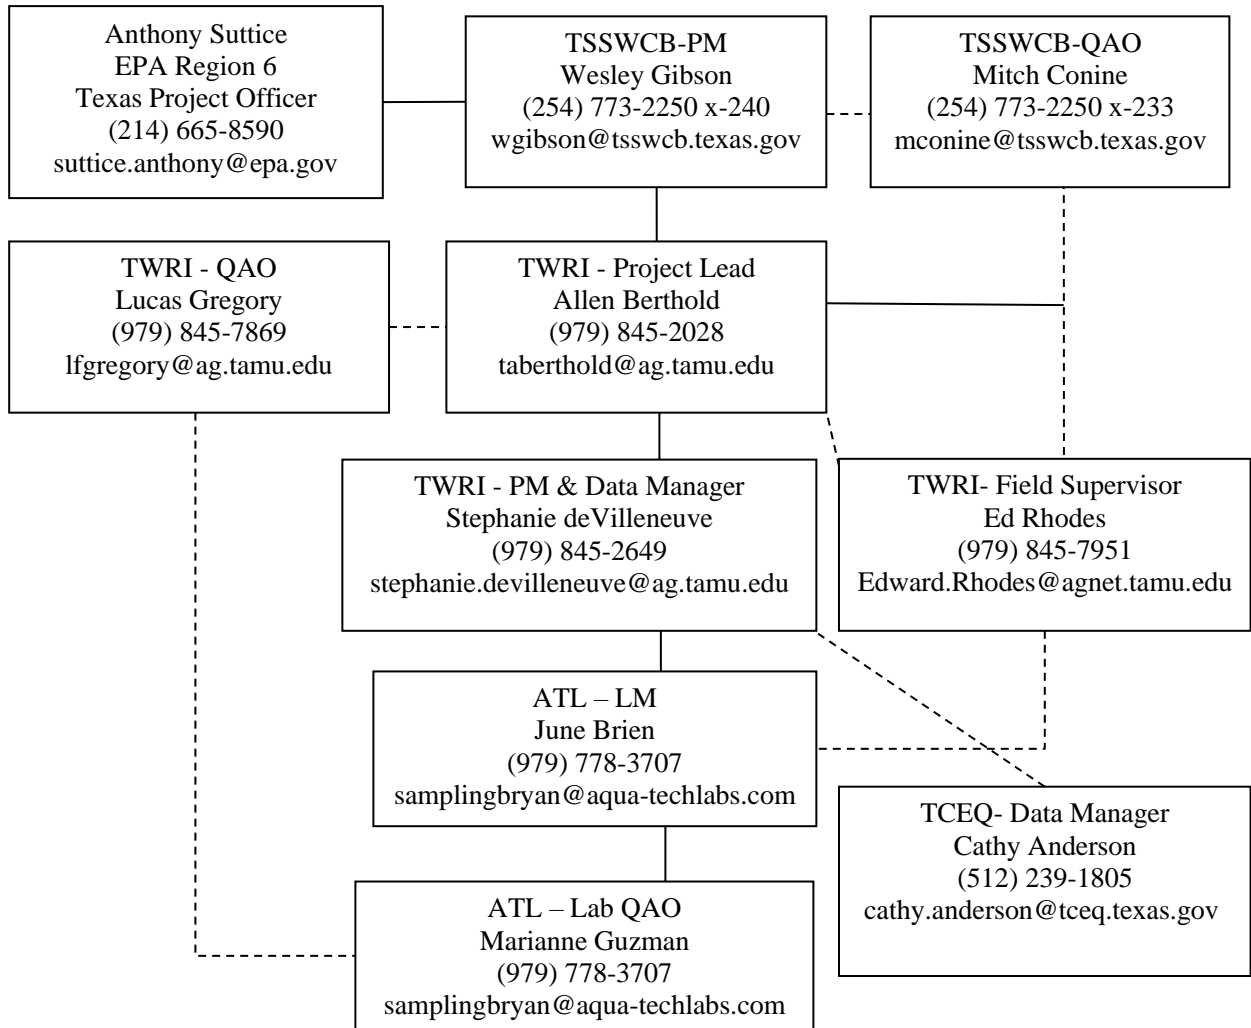 Anthony Suttice
EPA Region 6
Texas Project Officer
(214) 665-8590
suttice.anthony@epa.gov
TSSWCB-PM
Wesley Gibson
(254) 773-2250 x-240
wgibson@tsswcb.texas.gov
TSSWCB-QAO
Mitch Conine
(254) 773-2250 x-233
mconine@tsswcb.texas.gov
TWRI - QAO
Lucas Gregory
(979) 845-7869
lfgregory@ag.tamu.edu
TWRI - Project Lead
Allen Berthold
(979) 845-2028
taberthold@ag.tamu.edu
TWRI - PM & Data Manager
Stephanie deVilleneuve
(979) 845-2649
stephanie.devilleneuve@ag.tamu.edu
TWRI- Field Supervisor
Ed Rhodes
(979) 845-7951
Edward.Rhodes@agnet.tamu.edu
ATL – LM
June Brien
(979) 778-3707
samplingbryan@aqua-techlabs.com
TCEQ- Data Manager
Cathy Anderson
(512) 239-1805
cathy.anderson@tceq.texas.gov
ATL – Lab QAO
Marianne Guzman
(979) 778-3707
samplingbryan@aqua-techlabs.com